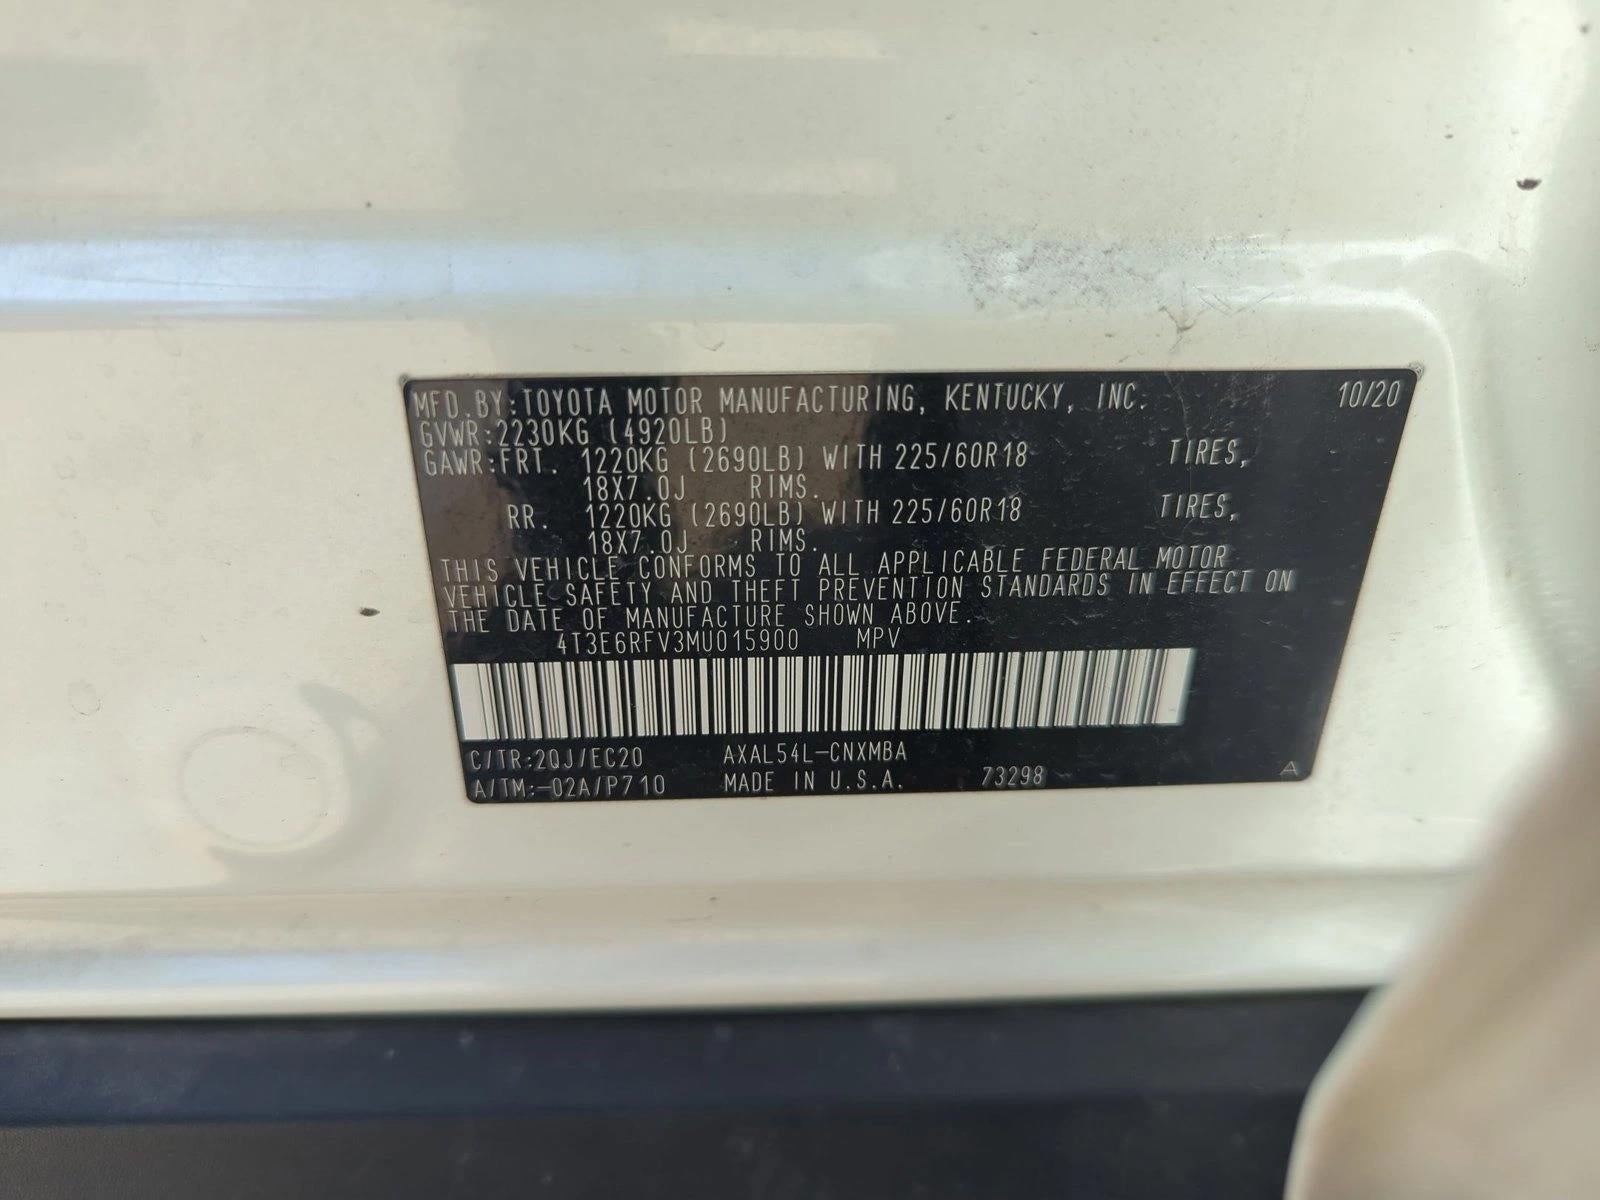 MFD.BY:TOYOTA MOTOR MANUFACTURING, KENTUCKY, INC. 10/20
GVWR:2230KG (4920LB)
GAWR:FRT. 1220KG (2690LB) WITH 225/60R18 TIRES,
18X7.0J RIMS.
RR. 1220KG (2690LB) WITH 225/60R18 TIRES,
18X7.0J RIMS.
THIS VEHICLE CONFORMS TO ALL APPLICABLE FEDERAL MOTOR
VEHICLE SAFETY AND THEFT PREVENTION STANDARDS IN EFFECT ON
THE DATE OF MANUFACTURE SHOWN ABOVE.
4T3E6RFV3MU015900 MPV
C/TR:2QJ/EC20 AXAL54L-CNXMBA
A/TM:-02A/P710 MADE IN U.S.A. 73298 A